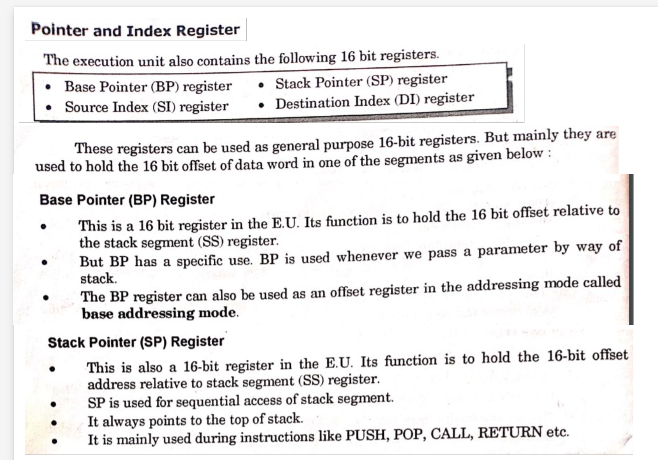 Pointer and Index Register
The execution unit also contains the following 16 bit registers.
• Base Pointer (BP) register • Stack Pointer (SP) register
• Source Index (SI) register • Destination Index (DI) register
These registers can be used as general purpose 16-bit registers. But mainly they are
used to hold the 16 bit offset of data word in one of the segments as given below :
Base Pointer (BP) Register
• This is a 16 bit register in the E.U. Its function is to hold the 16 bit offset relative to
the stack segment (SS) register.
• But BP has a specific use. BP is used whenever we pass a parameter by way of
stack.
• The BP register can also be used as an offset register in the addressing mode called
base addressing mode.
Stack Pointer (SP) Register
• This is also a 16-bit register in the E.U. Its function is to hold the 16-bit offset
address relative to stack segment (SS) register.
• SP is used for sequential access of stack segment.
• It always points to the top of stack.
• It is mainly used during instructions like PUSH, POP, CALL, RETURN etc.